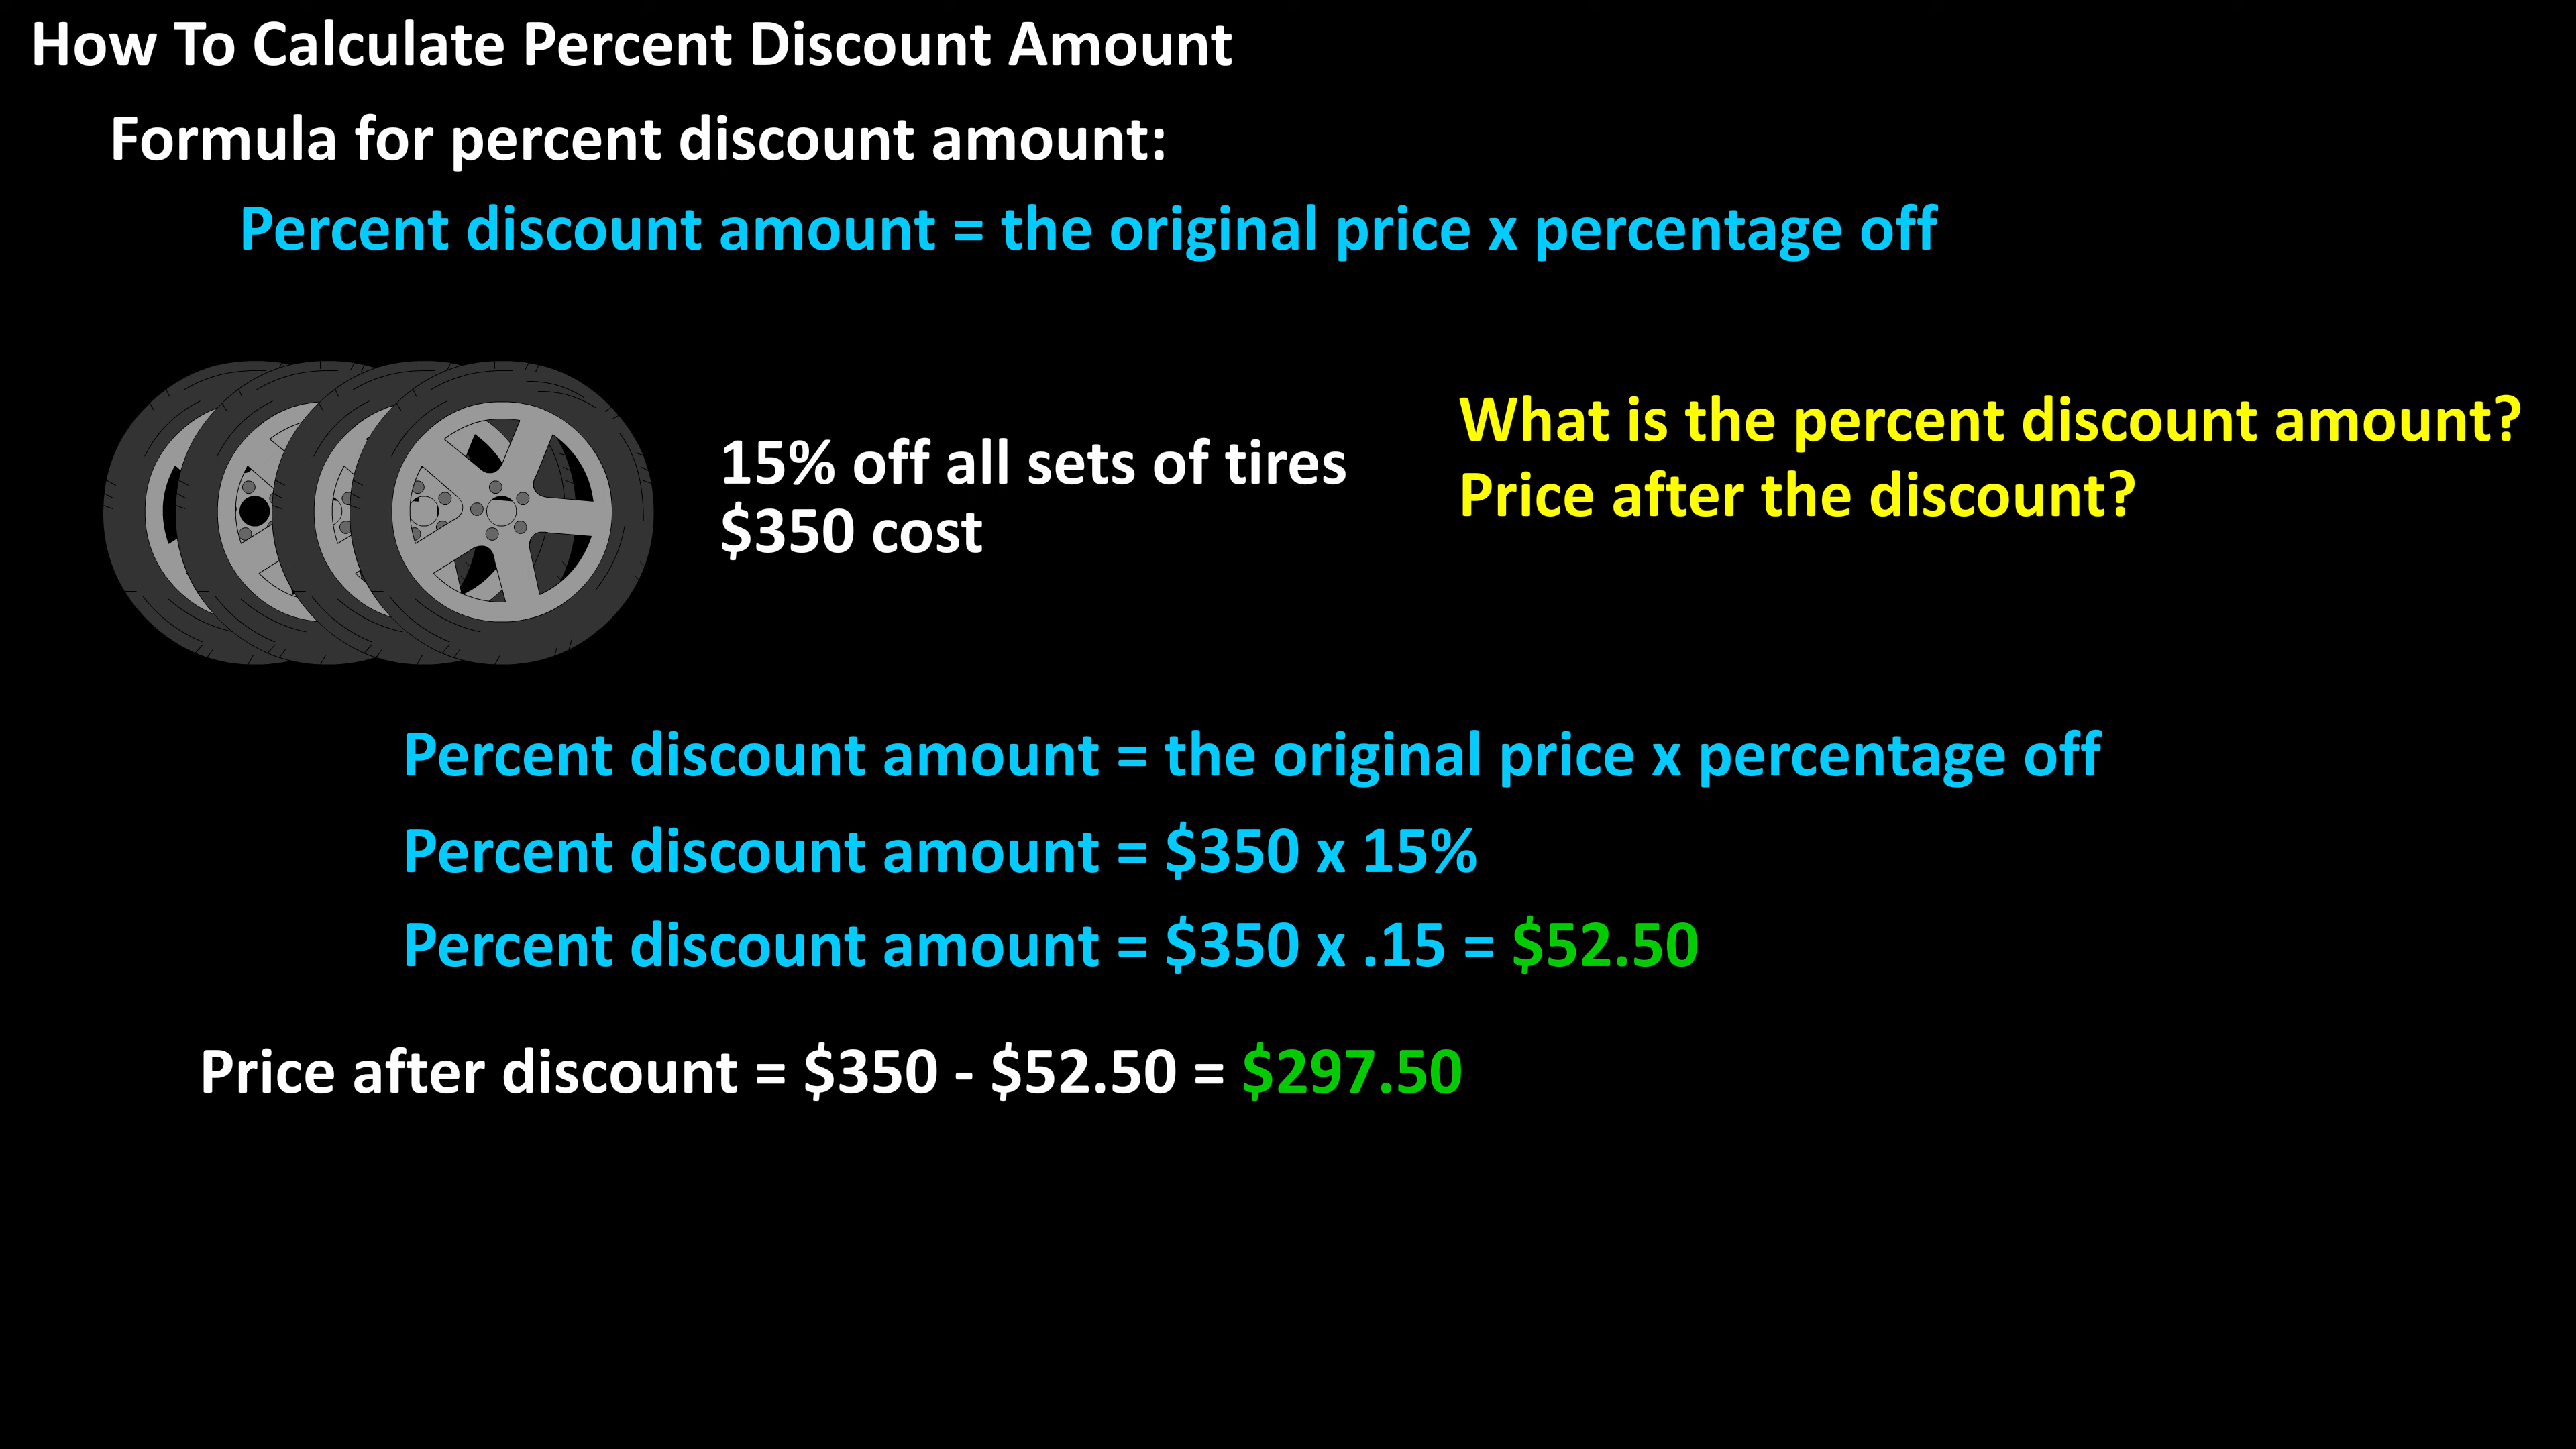 How To Calculate Percent Discount Amount
Formula for percent discount amount:
Percent discount amount = the original price x percentage off
15% off all sets of tires
$350 cost
What is the percent discount amount?
Price after the discount?
Percent discount amount = the original price x percentage off
Percent discount amount = $350 x 15%
Percent discount amount = $350 x .15 = $52.50
Price after discount = $350 - $52.50 = $297.50